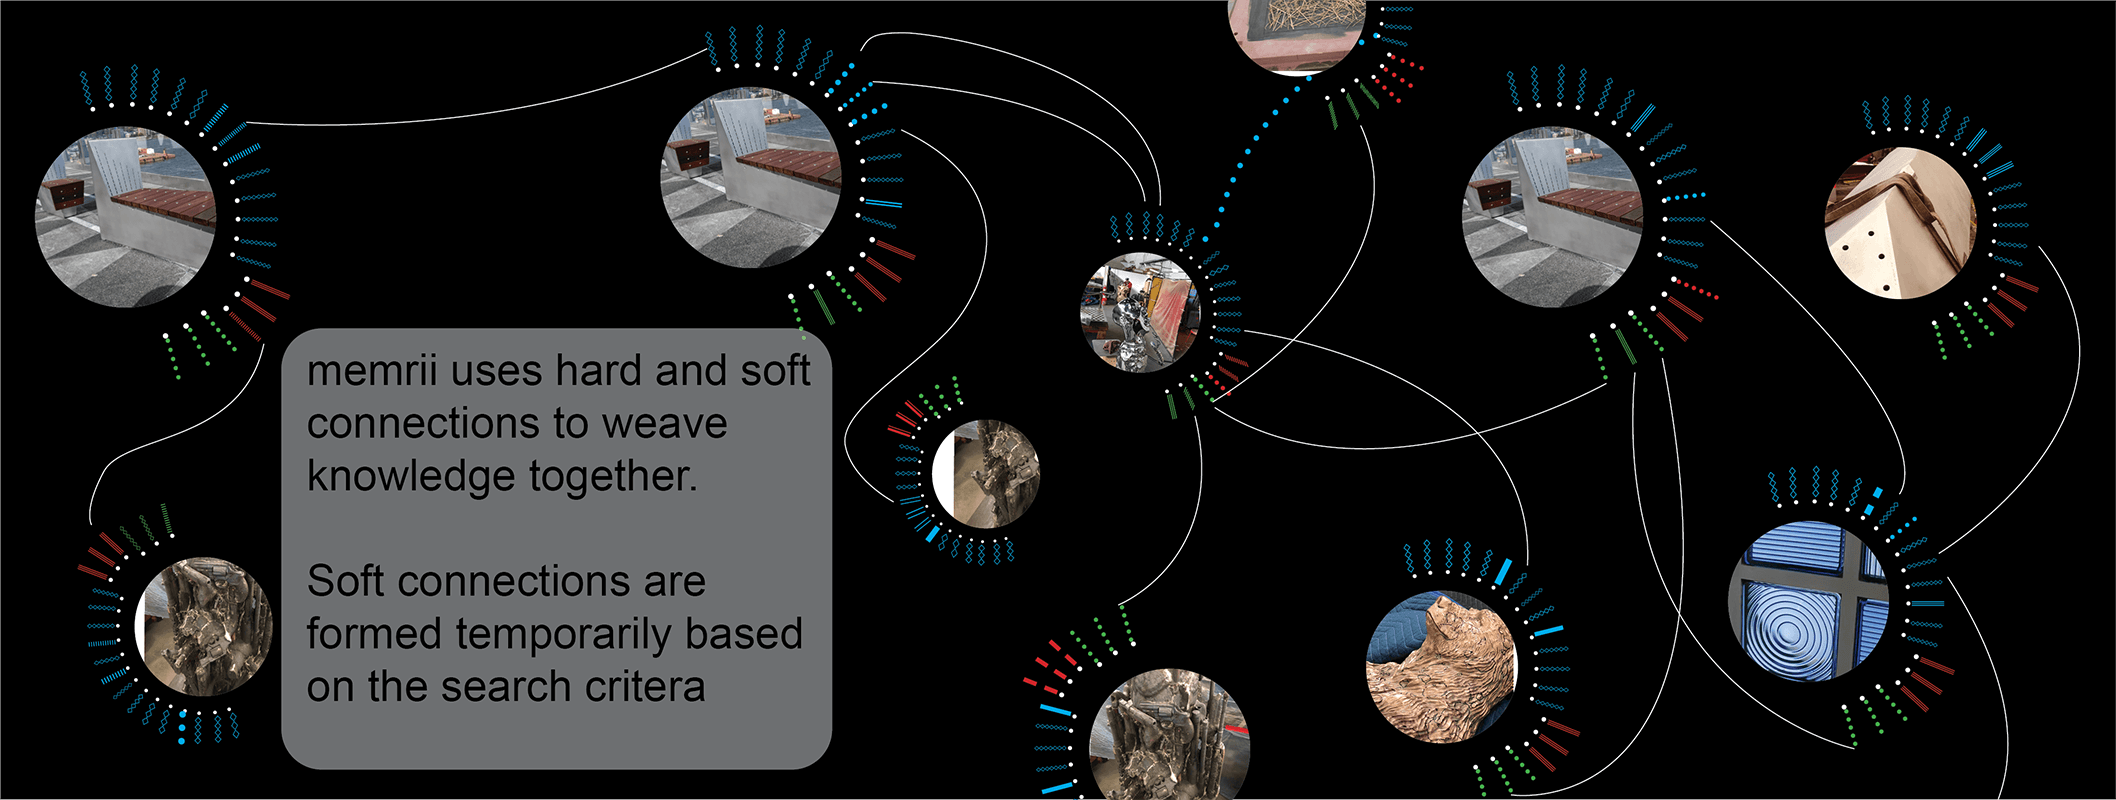 memrii uses hard and soft
connections to weave
knowledge together.
Soft connections are
formed temporarily based
on the search critera